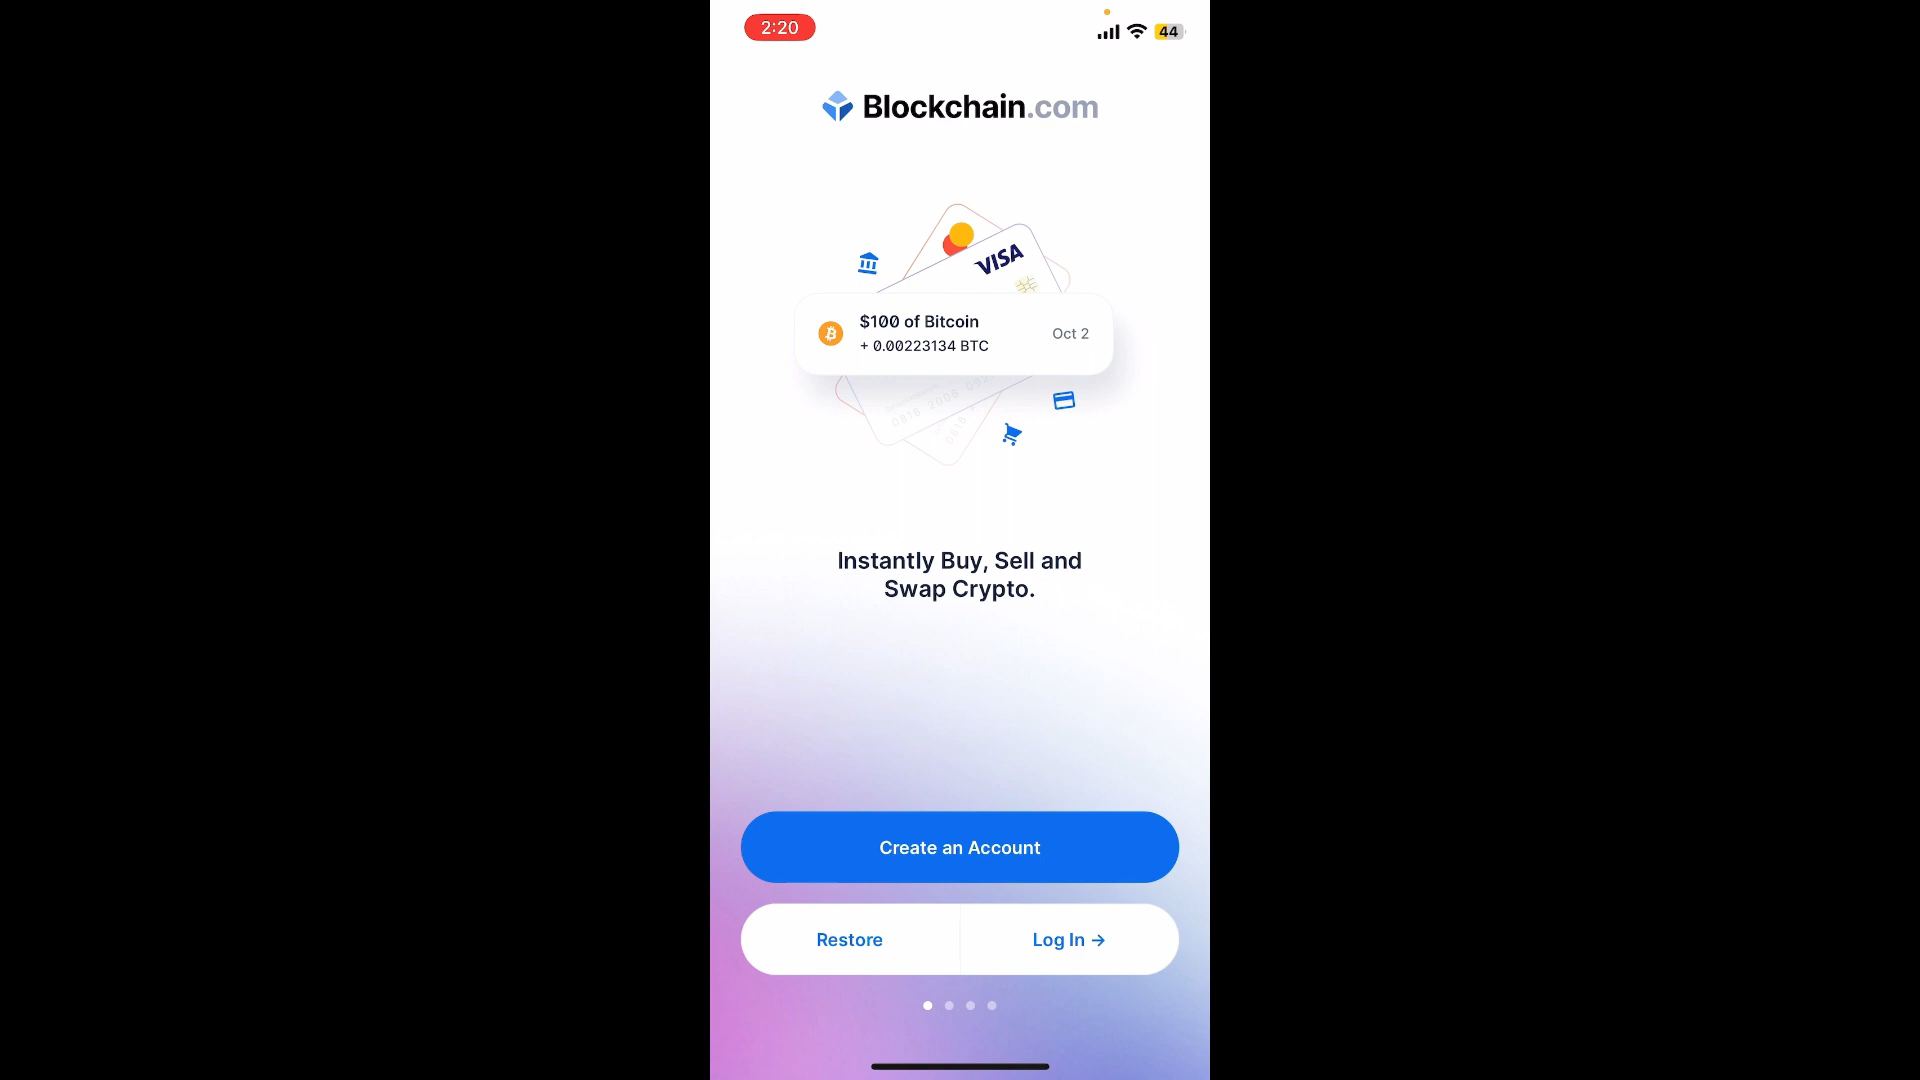 2:20
44
Blockchain.com
VISA
$100 of Bitcoin
+ 0.00223134 BTC
Oct 2
Instantly Buy, Sell and
Swap Crypto.
Create an Account
Restore
Log In →